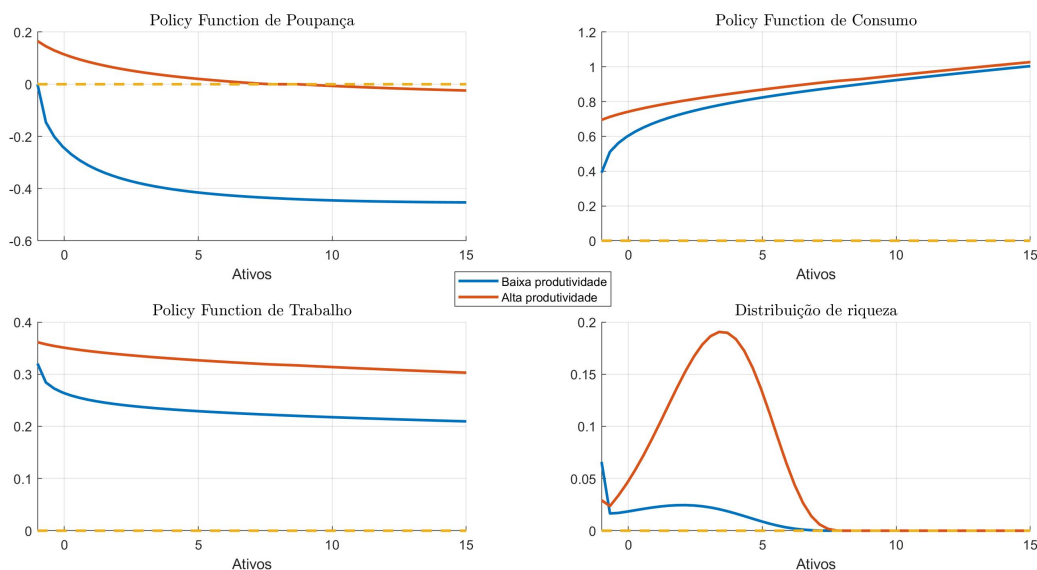 Policy Function de Poupança
0.2
0
-0.2
-0.4
-0.6
0 5 10 15
Ativos
Policy Function de Consumo
1.2
1
0.8
0.6
0.4
0.2
0
0 5 10 15
Ativos
Baixa produtividade
Alta produtividade
Policy Function de Trabalho
0.4
0.3
0.2
0.1
0
0 5 10 15
Ativos
Distribuição de riqueza
0.2
0.15
0.1
0.05
0
0 5 10 15
Ativos